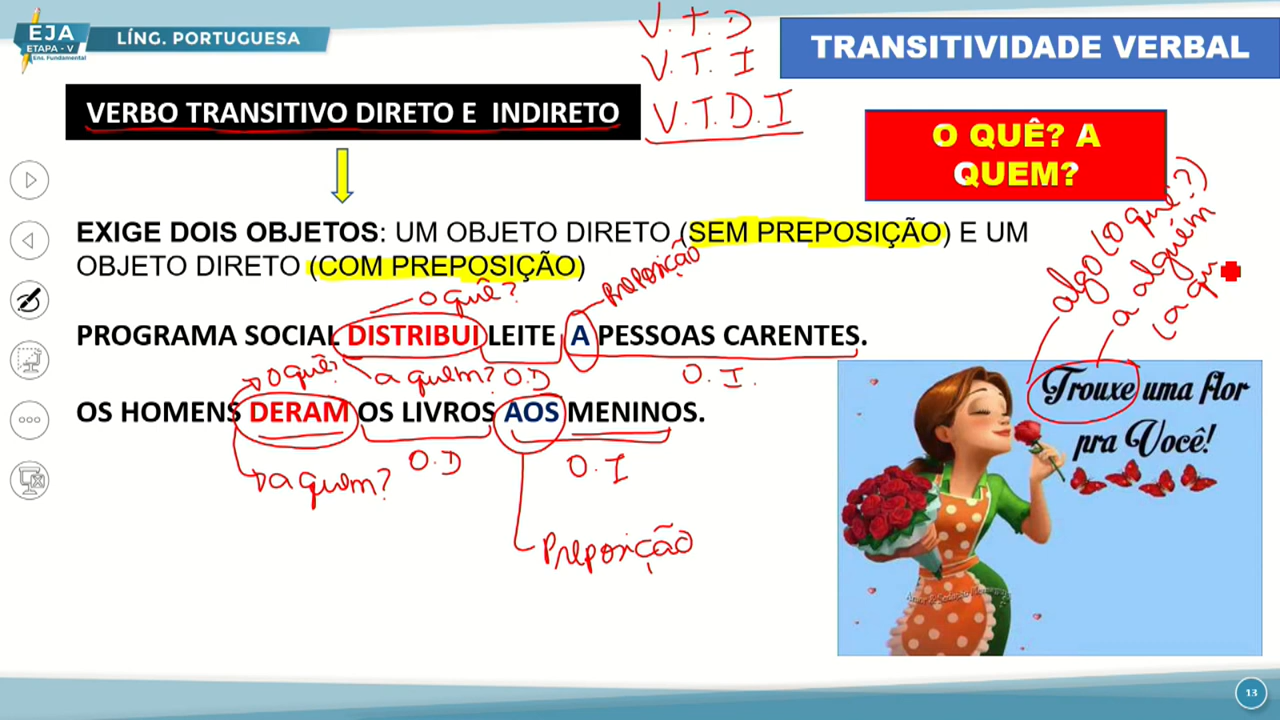 EJA
ETAPA - V
Ens. Fundamental
LÍNG. PORTUGUESA
V.T.D
V.T.I
V.T.D.I
TRANSITIVIDADE VERBAL
VERBO TRANSITIVO DIRETO E INDIRETO
O QUÊ? A
QUEM?
EXIGE DOIS OBJETOS: UM OBJETO DIRETO (SEM PREPOSIÇÃO) E UM
OBJETO DIRETO (COM PREPOSIÇÃO)
o quê?
Preposição
algo (o quê?)
a alguém
(a qu
PROGRAMA SOCIAL DISTRIBUI LEITE A PESSOAS CARENTES.
o quê?
a quem?
O.D
O.I.
OS HOMENS DERAM OS LIVROS AOS MENINOS.
a quem?
O.D
O.I
Preposição
Trouxe uma flor
pra Você!
13